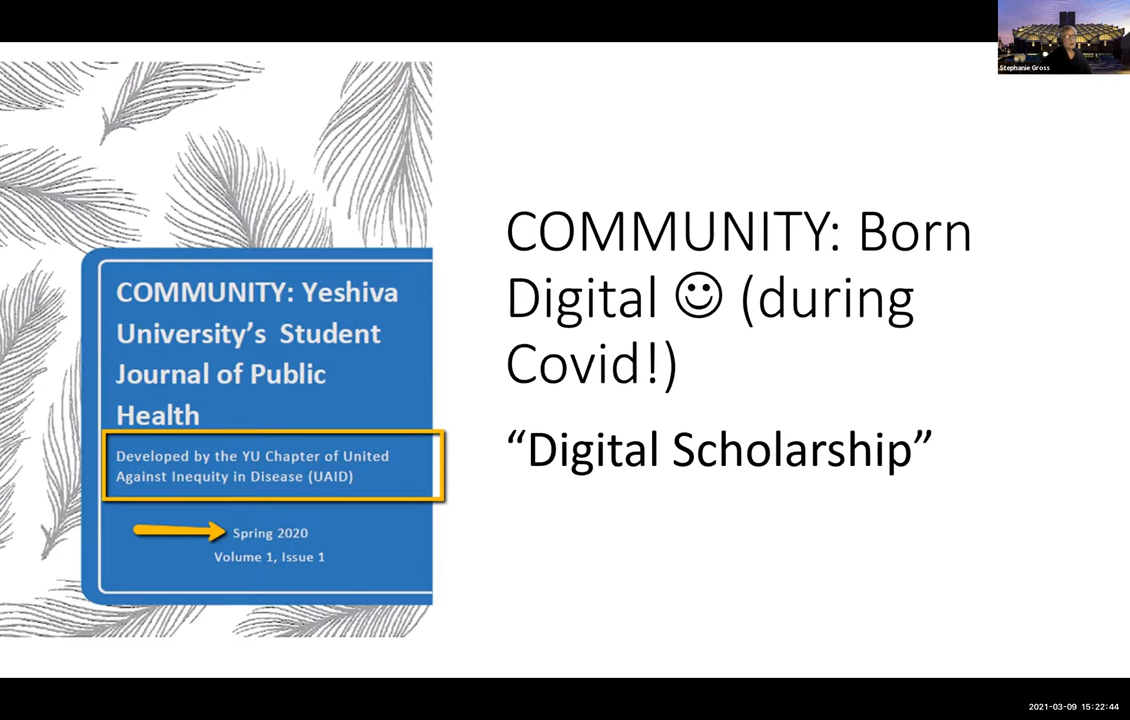 Stephanie Gross
COMMUNITY: Yeshiva
University’s Student
Journal of Public
Health
Developed by the YU Chapter of United
Against Inequity in Disease (UAID)
Spring 2020
Volume 1, Issue 1
COMMUNITY: Born
Digital ☺ (during
Covid!)
“Digital Scholarship”
2021-03-09 15:22:44